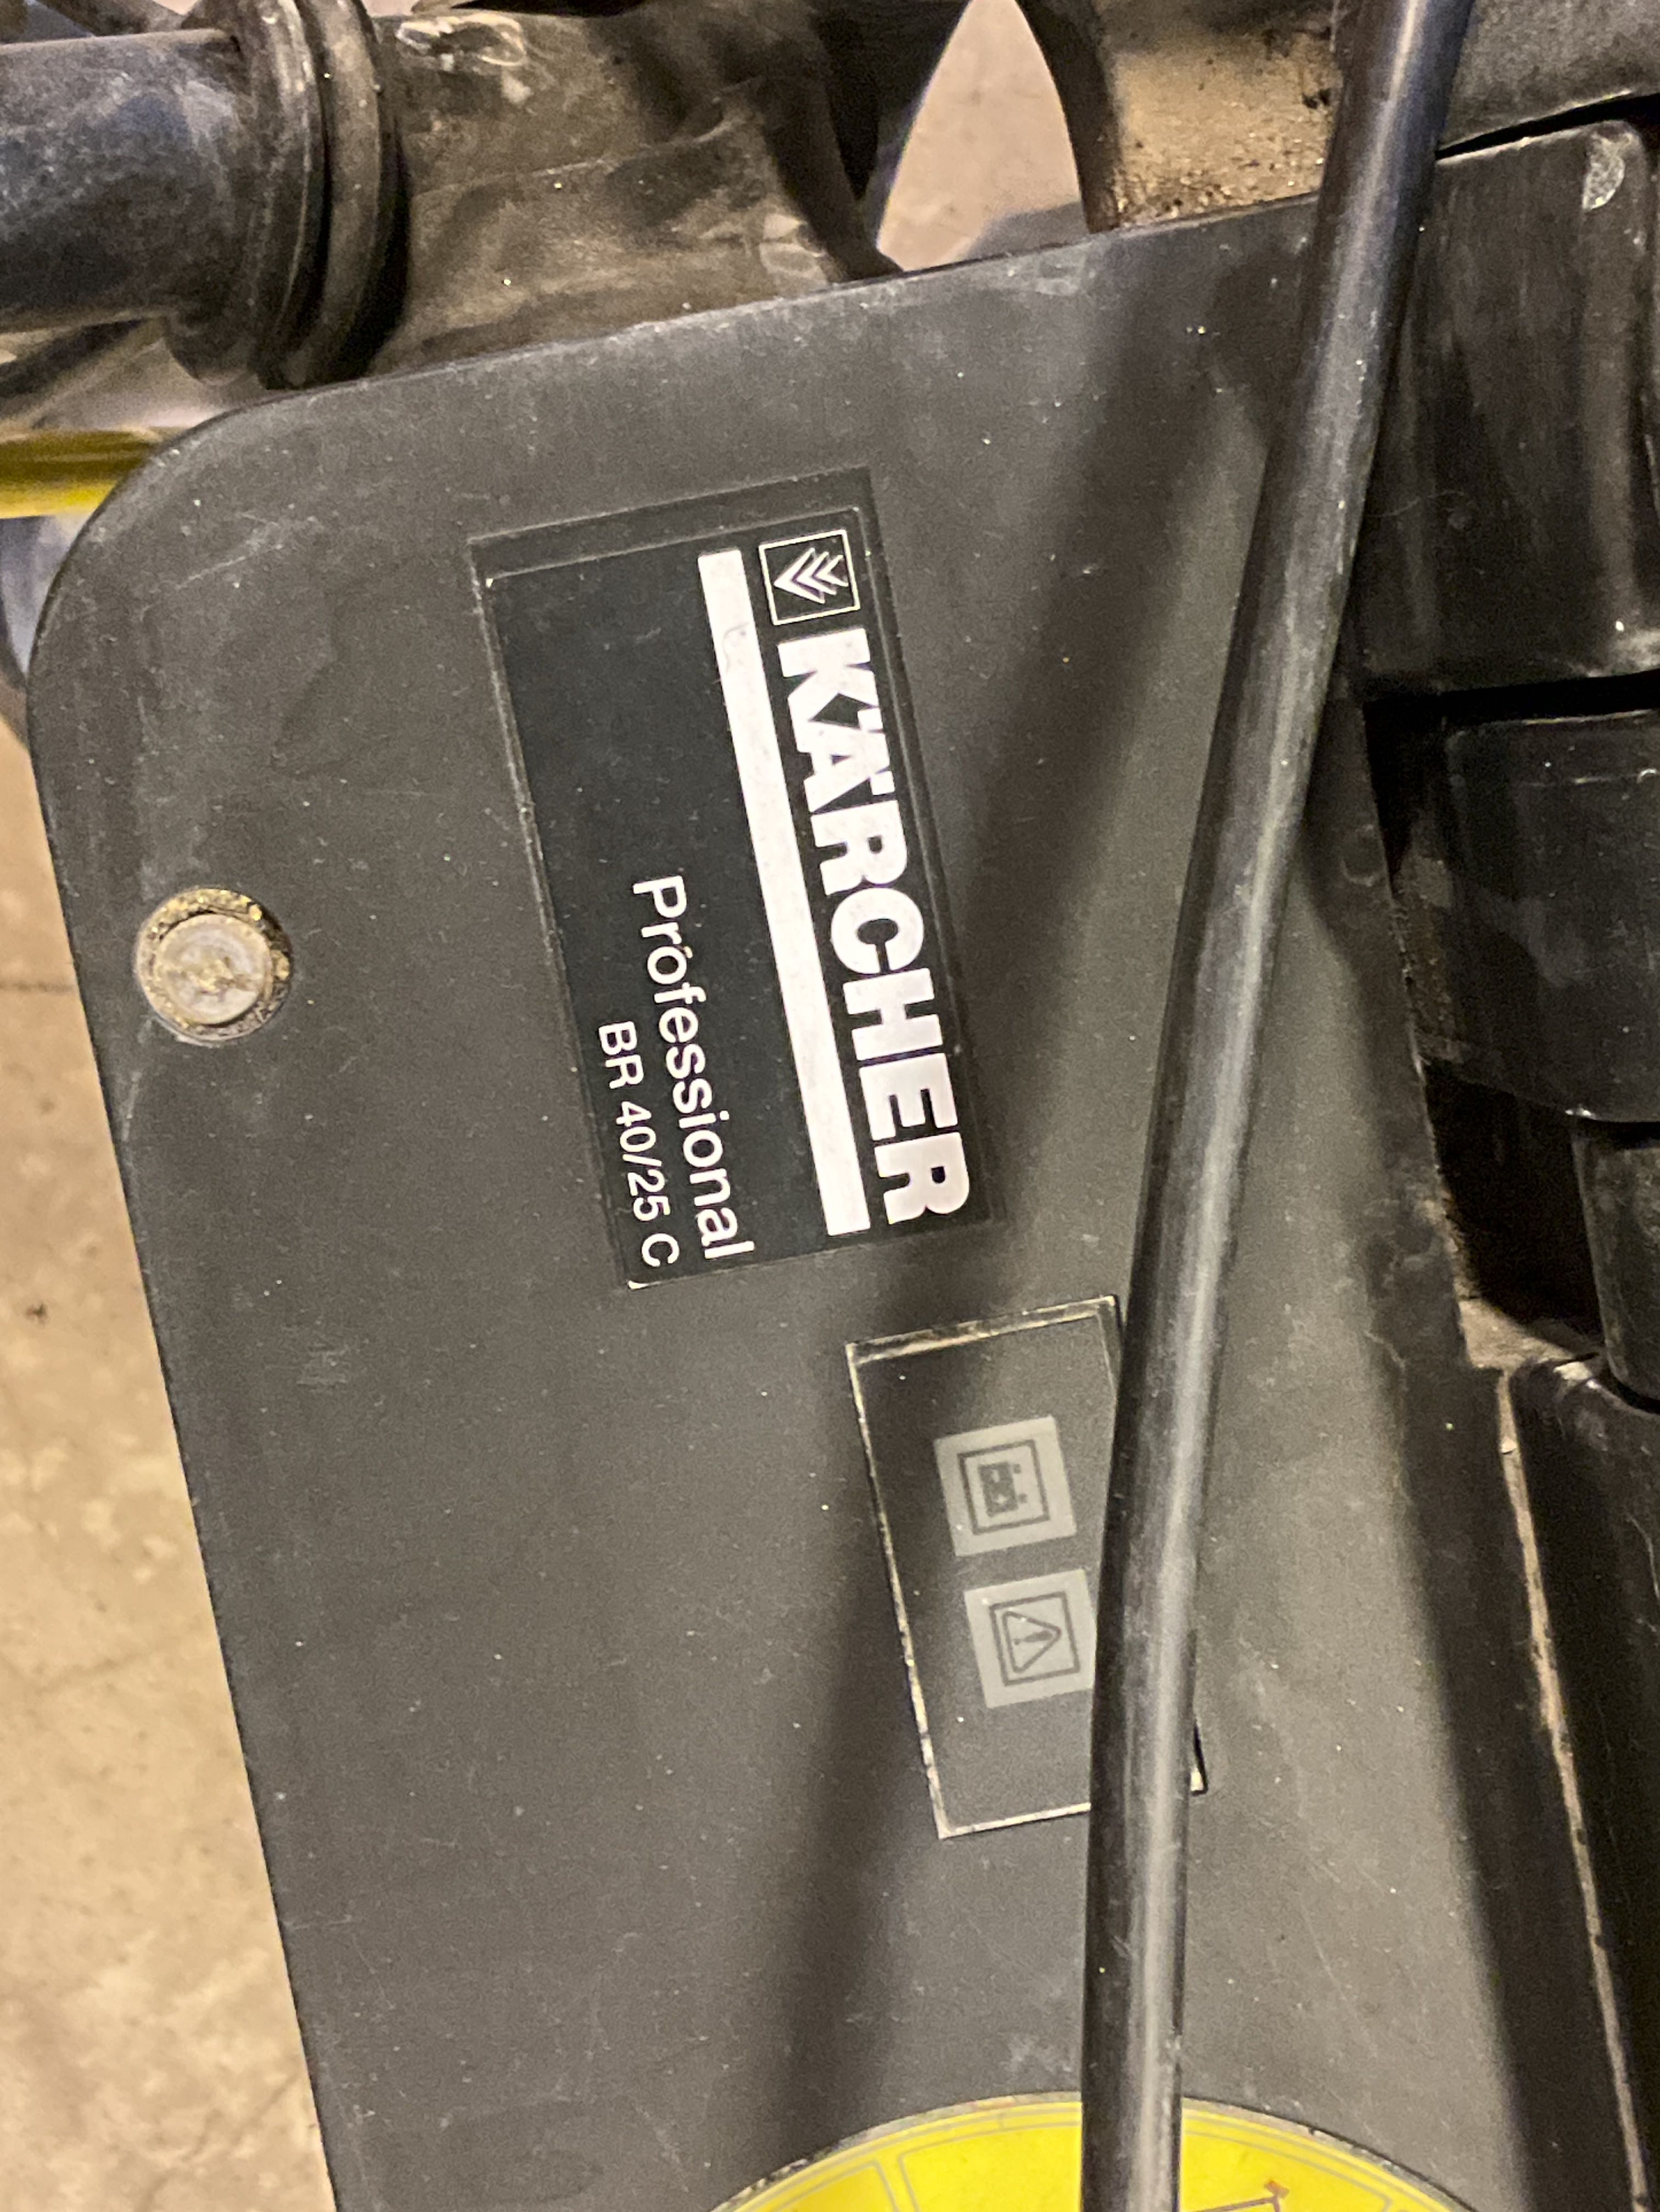 KÄRCHER
Professional
BR 40/25 C